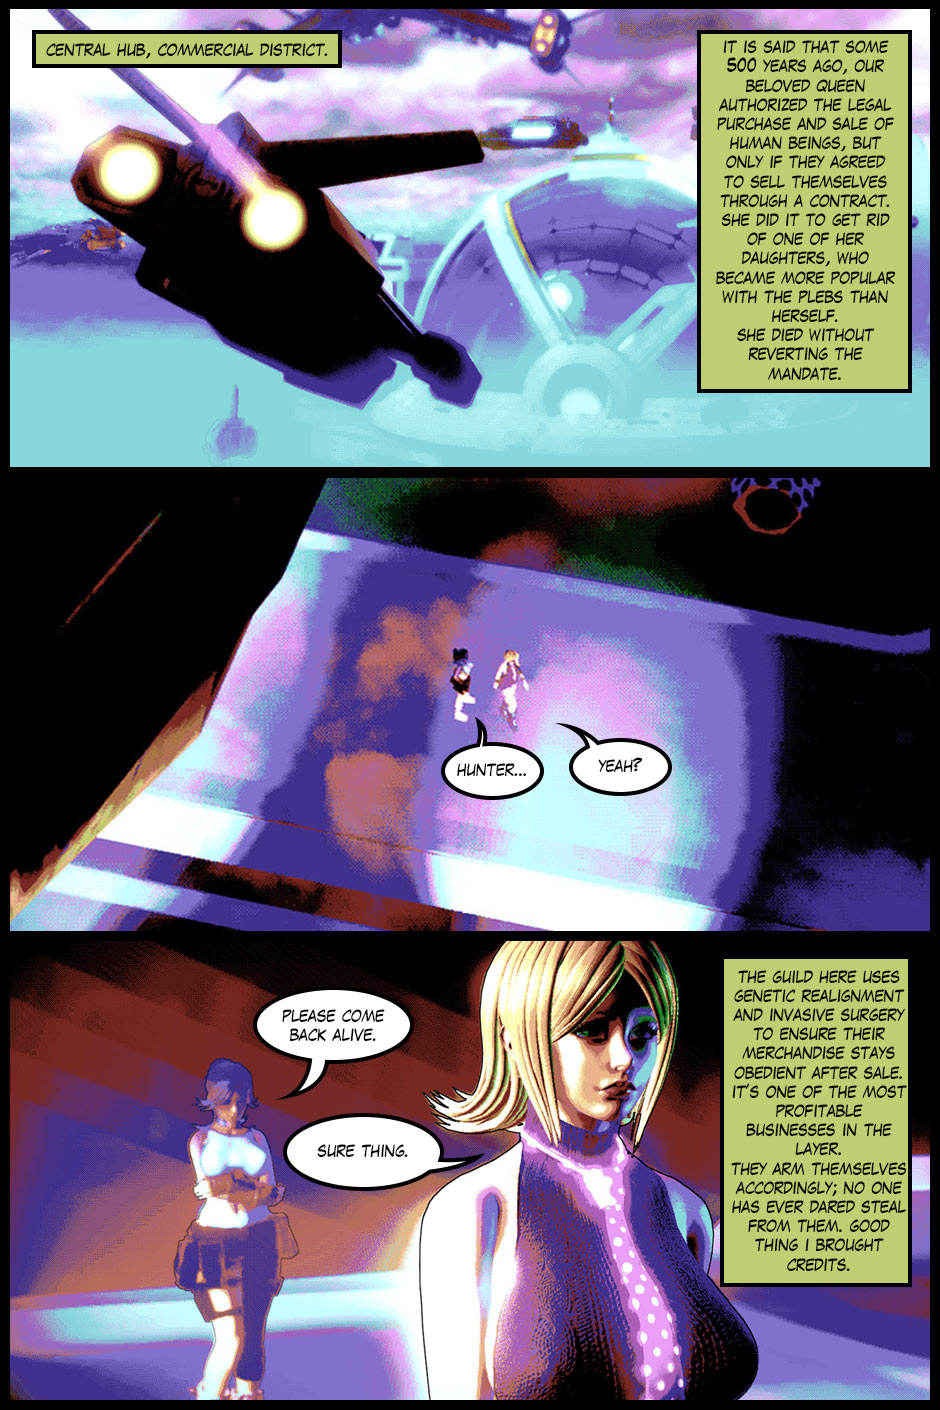 CENTRAL HUB, COMMERCIAL DISTRICT.
IT IS SAID THAT SOME
500 YEARS AGO, OUR
BELOVED QUEEN
AUTHORIZED THE LEGAL
PURCHASE AND SALE OF
HUMAN BEINGS, BUT
ONLY IF THEY AGREED
TO SELL THEMSELVES
THROUGH A CONTRACT.
SHE DID IT TO GET RID
OF ONE OF HER
DAUGHTERS, WHO
BECAME MORE POPULAR
WITH THE PLEBS THAN
HERSELF.
SHE DIED WITHOUT
REVERTING THE
MANDATE.
HUNTER...
YEAH?
PLEASE COME
BACK ALIVE.
SURE THING.
THE GUILD HERE USES
GENETIC REALIGNMENT
AND INVASIVE SURGERY
TO ENSURE THEIR
MERCHANDISE STAYS
OBEDIENT AFTER SALE.
IT'S ONE OF THE MOST
PROFITABLE
BUSINESSES IN THE
LAYER.
THEY ARM THEMSELVES
ACCORDINGLY; NO ONE
HAS EVER DARED STEAL
FROM THEM. GOOD
THING I BROUGHT
CREDITS.